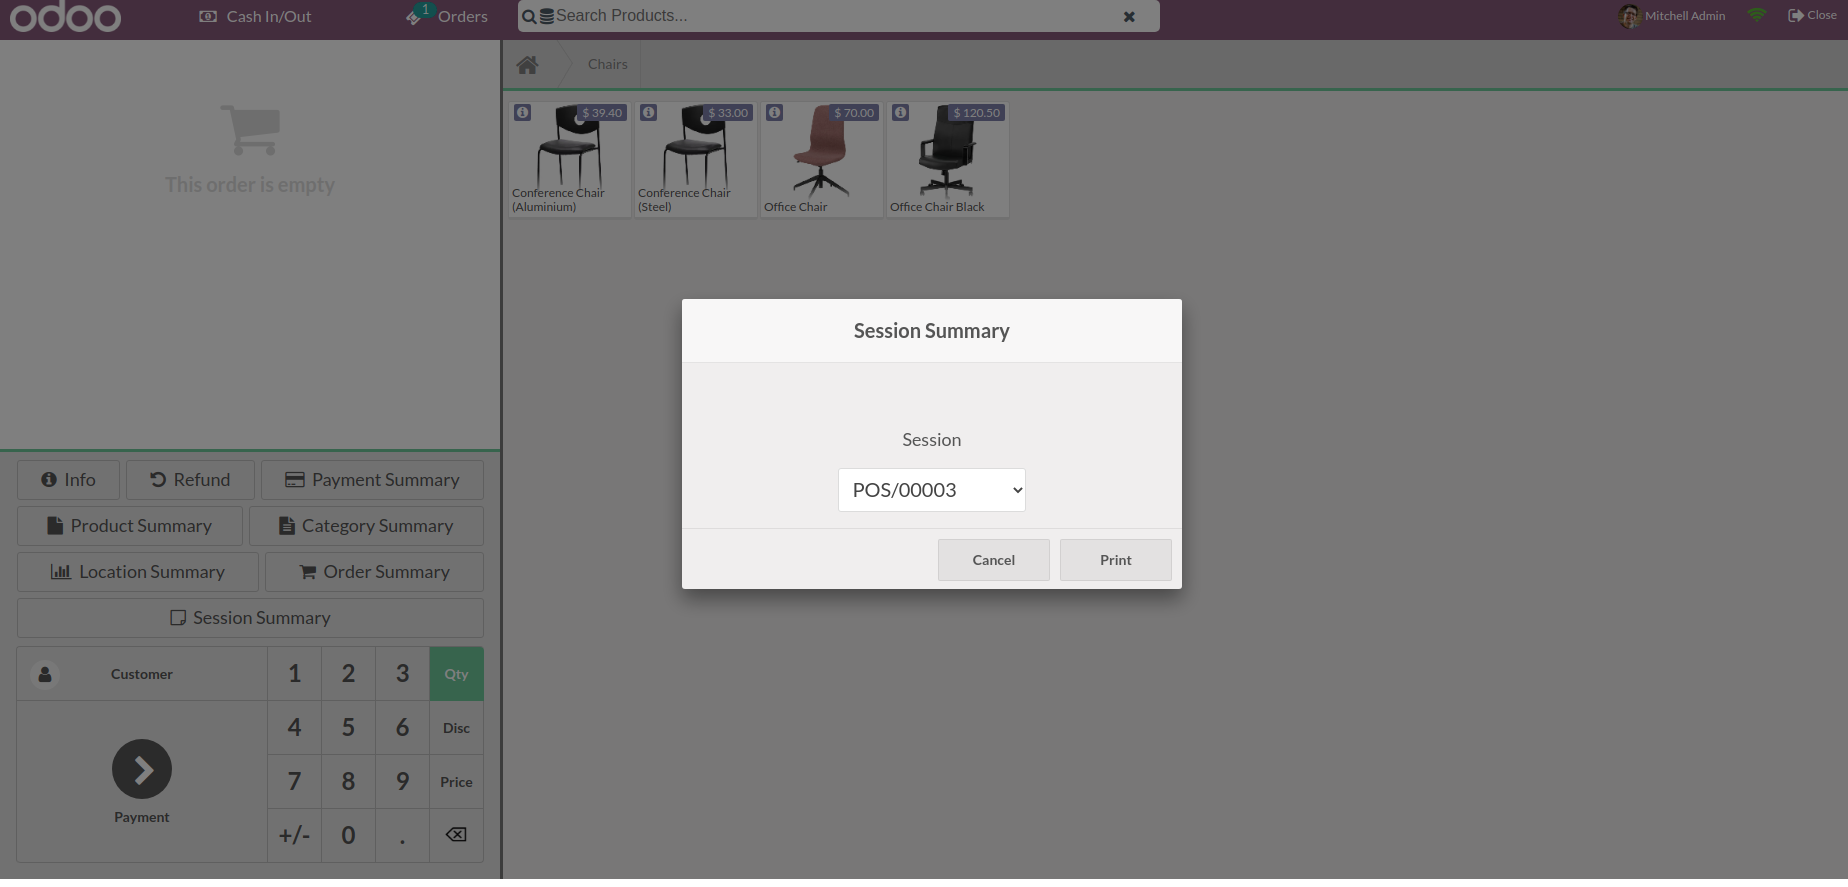 odoo
Cash In/Out
1
Orders
Search Products...
Mitchell Admin
Close
This order is empty
Chairs
$ 39.40
Conference Chair
(Aluminium)
$ 33.00
Conference Chair
(Steel)
$ 70.00
Office Chair
$ 120.50
Office Chair Black
Session Summary
Session
POS/00003
Cancel
Print
Info
Refund
Payment Summary
Product Summary
Category Summary
Location Summary
Order Summary
Session Summary
Customer
1 2 3 Qty
4 5 6 Disc
7 8 9 Price
+/- 0 .
Payment